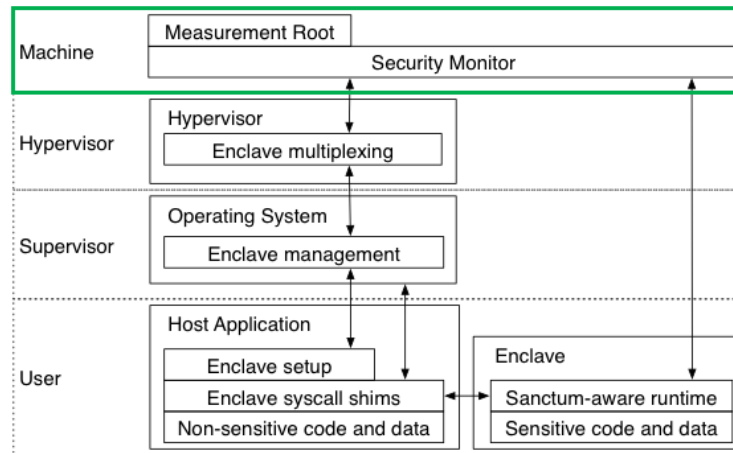 Machine
Measurement Root
Security Monitor
Hypervisor
Hypervisor
Enclave multiplexing
Supervisor
Operating System
Enclave management
User
Host Application
Enclave setup
Enclave syscall shims
Non-sensitive code and data
Enclave
Sanctum-aware runtime
Sensitive code and data